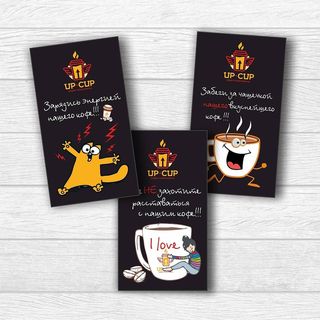 UP CUP
Зарядись энергией
нашего кофе!!!
UP CUP
Забеги за чашечкой
нашего вкуснейшего
кофе !!!
UP CUP
НЕ захотите
расставаться
с нашим кофе!!!
I love